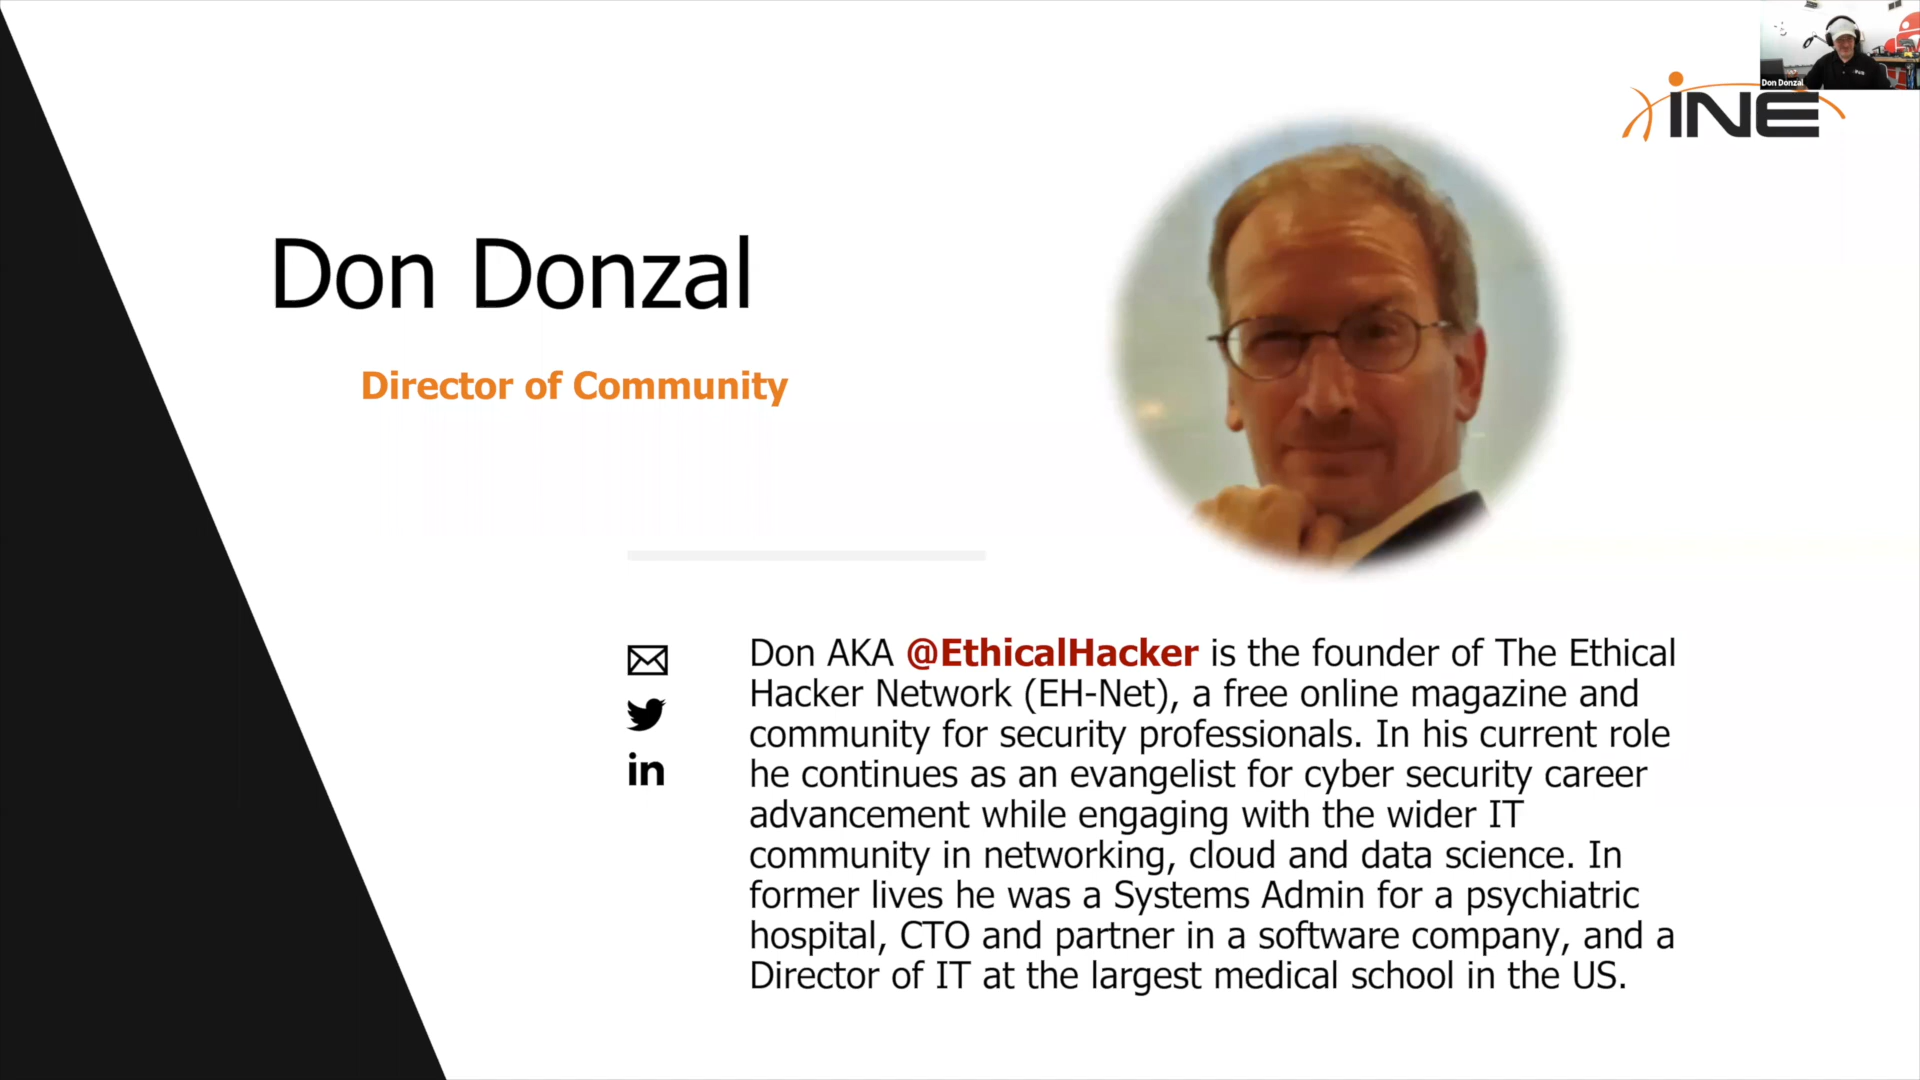 Don Donzal
INE
Don Donzal
Director of Community
Don AKA @EthicalHacker is the founder of The Ethical
Hacker Network (EH-Net), a free online magazine and
community for security professionals. In his current role
he continues as an evangelist for cyber security career
advancement while engaging with the wider IT
community in networking, cloud and data science. In
former lives he was a Systems Admin for a psychiatric
hospital, CTO and partner in a software company, and a
Director of IT at the largest medical school in the US.
in